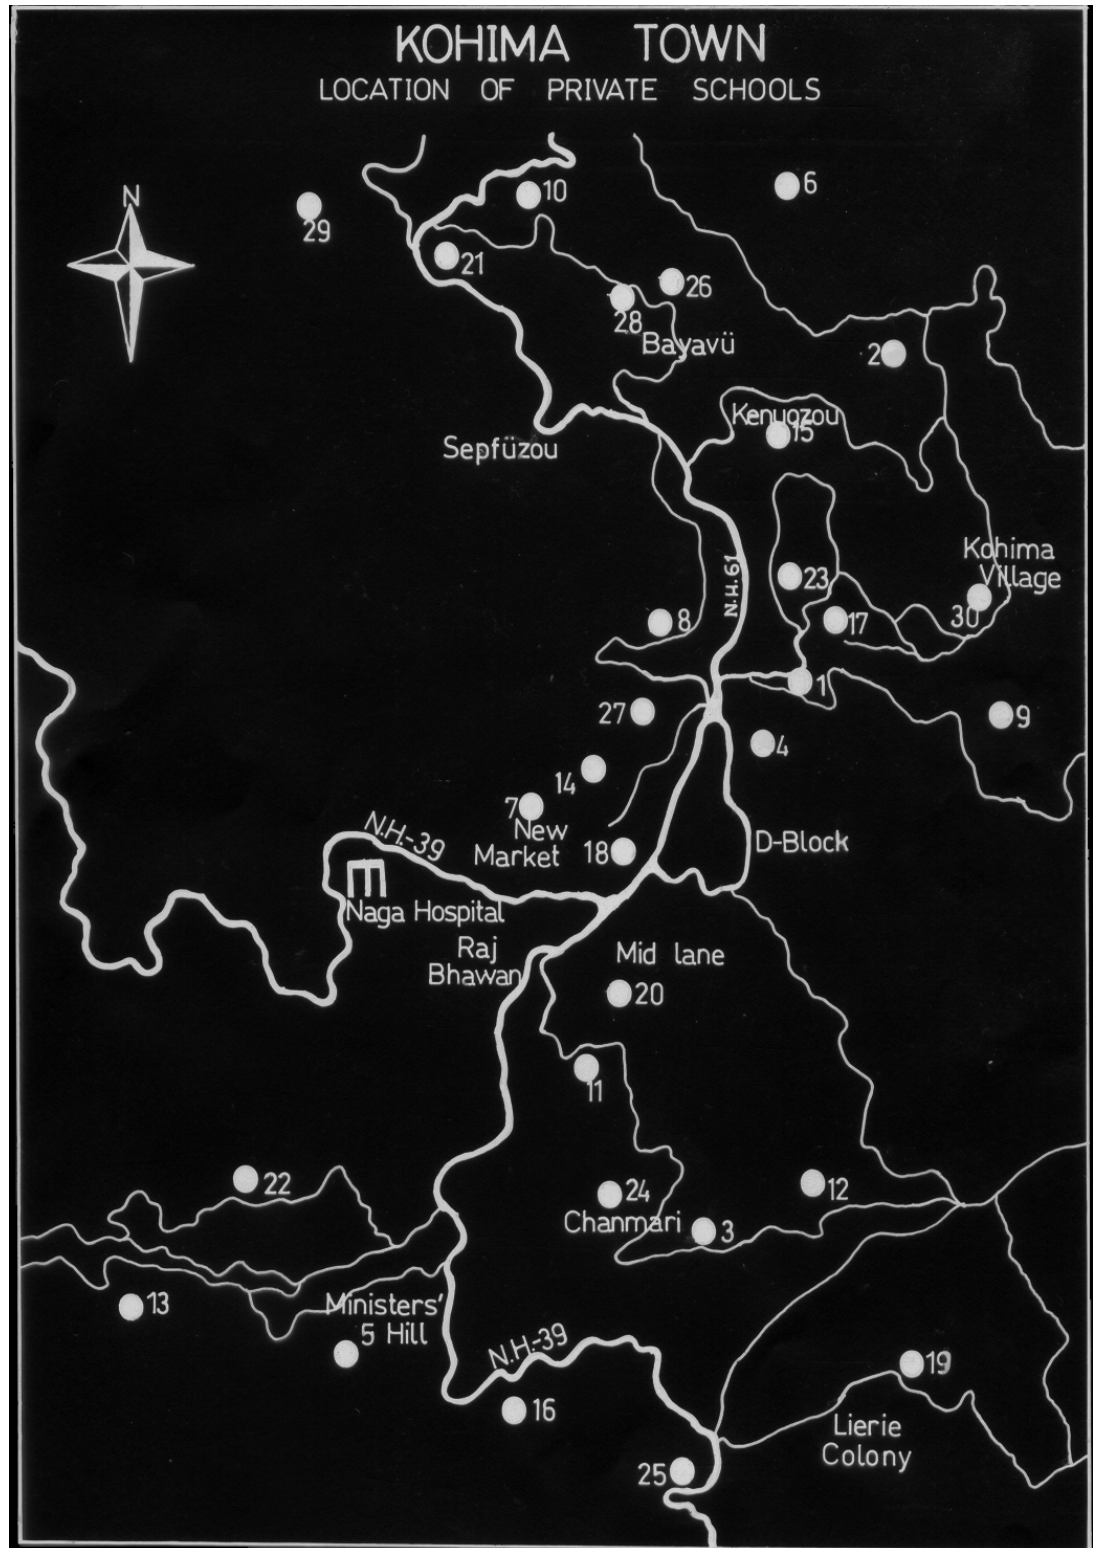 KOHIMA TOWN
LOCATION OF PRIVATE SCHOOLS
N
29
10
6
21
26
28
Bayavü
2
Kenuozou
15
Sepfüzou
Kohima
Village
N.H.61
23
30
8
17
1
27
9
4
14
7
New
Market
18
D-Block
N.H.-39
Naga Hospital
Raj
Bhawan
Mid lane
20
11
22
24
12
Chanmari
3
13
Ministers'
5 Hill
N.H.-39
19
16
Lierie
Colony
25